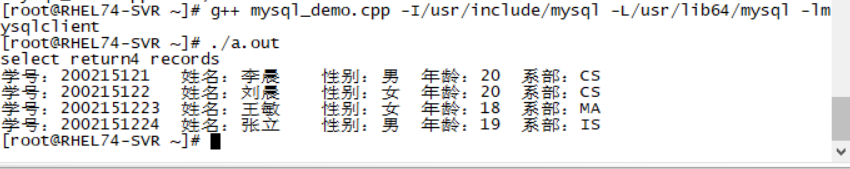 [root@RHEL74-SVR ~]# g++ mysql_demo.cpp -I/usr/include/mysql -L/usr/lib64/mysql -lm
ysqlclient
[root@RHEL74-SVR ~]# ./a.out
select return4 records
学号：200215121 姓名：李晨 性别：男 年龄：20 系部：CS
学号：200215122 姓名：刘晨 性别：女 年龄：20 系部：CS
学号：2002151223 姓名：王敏 性别：女 年龄：18 系部：MA
学号：2002151224 姓名：张立 性别：男 年龄：19 系部：IS
[root@RHEL74-SVR ~]#